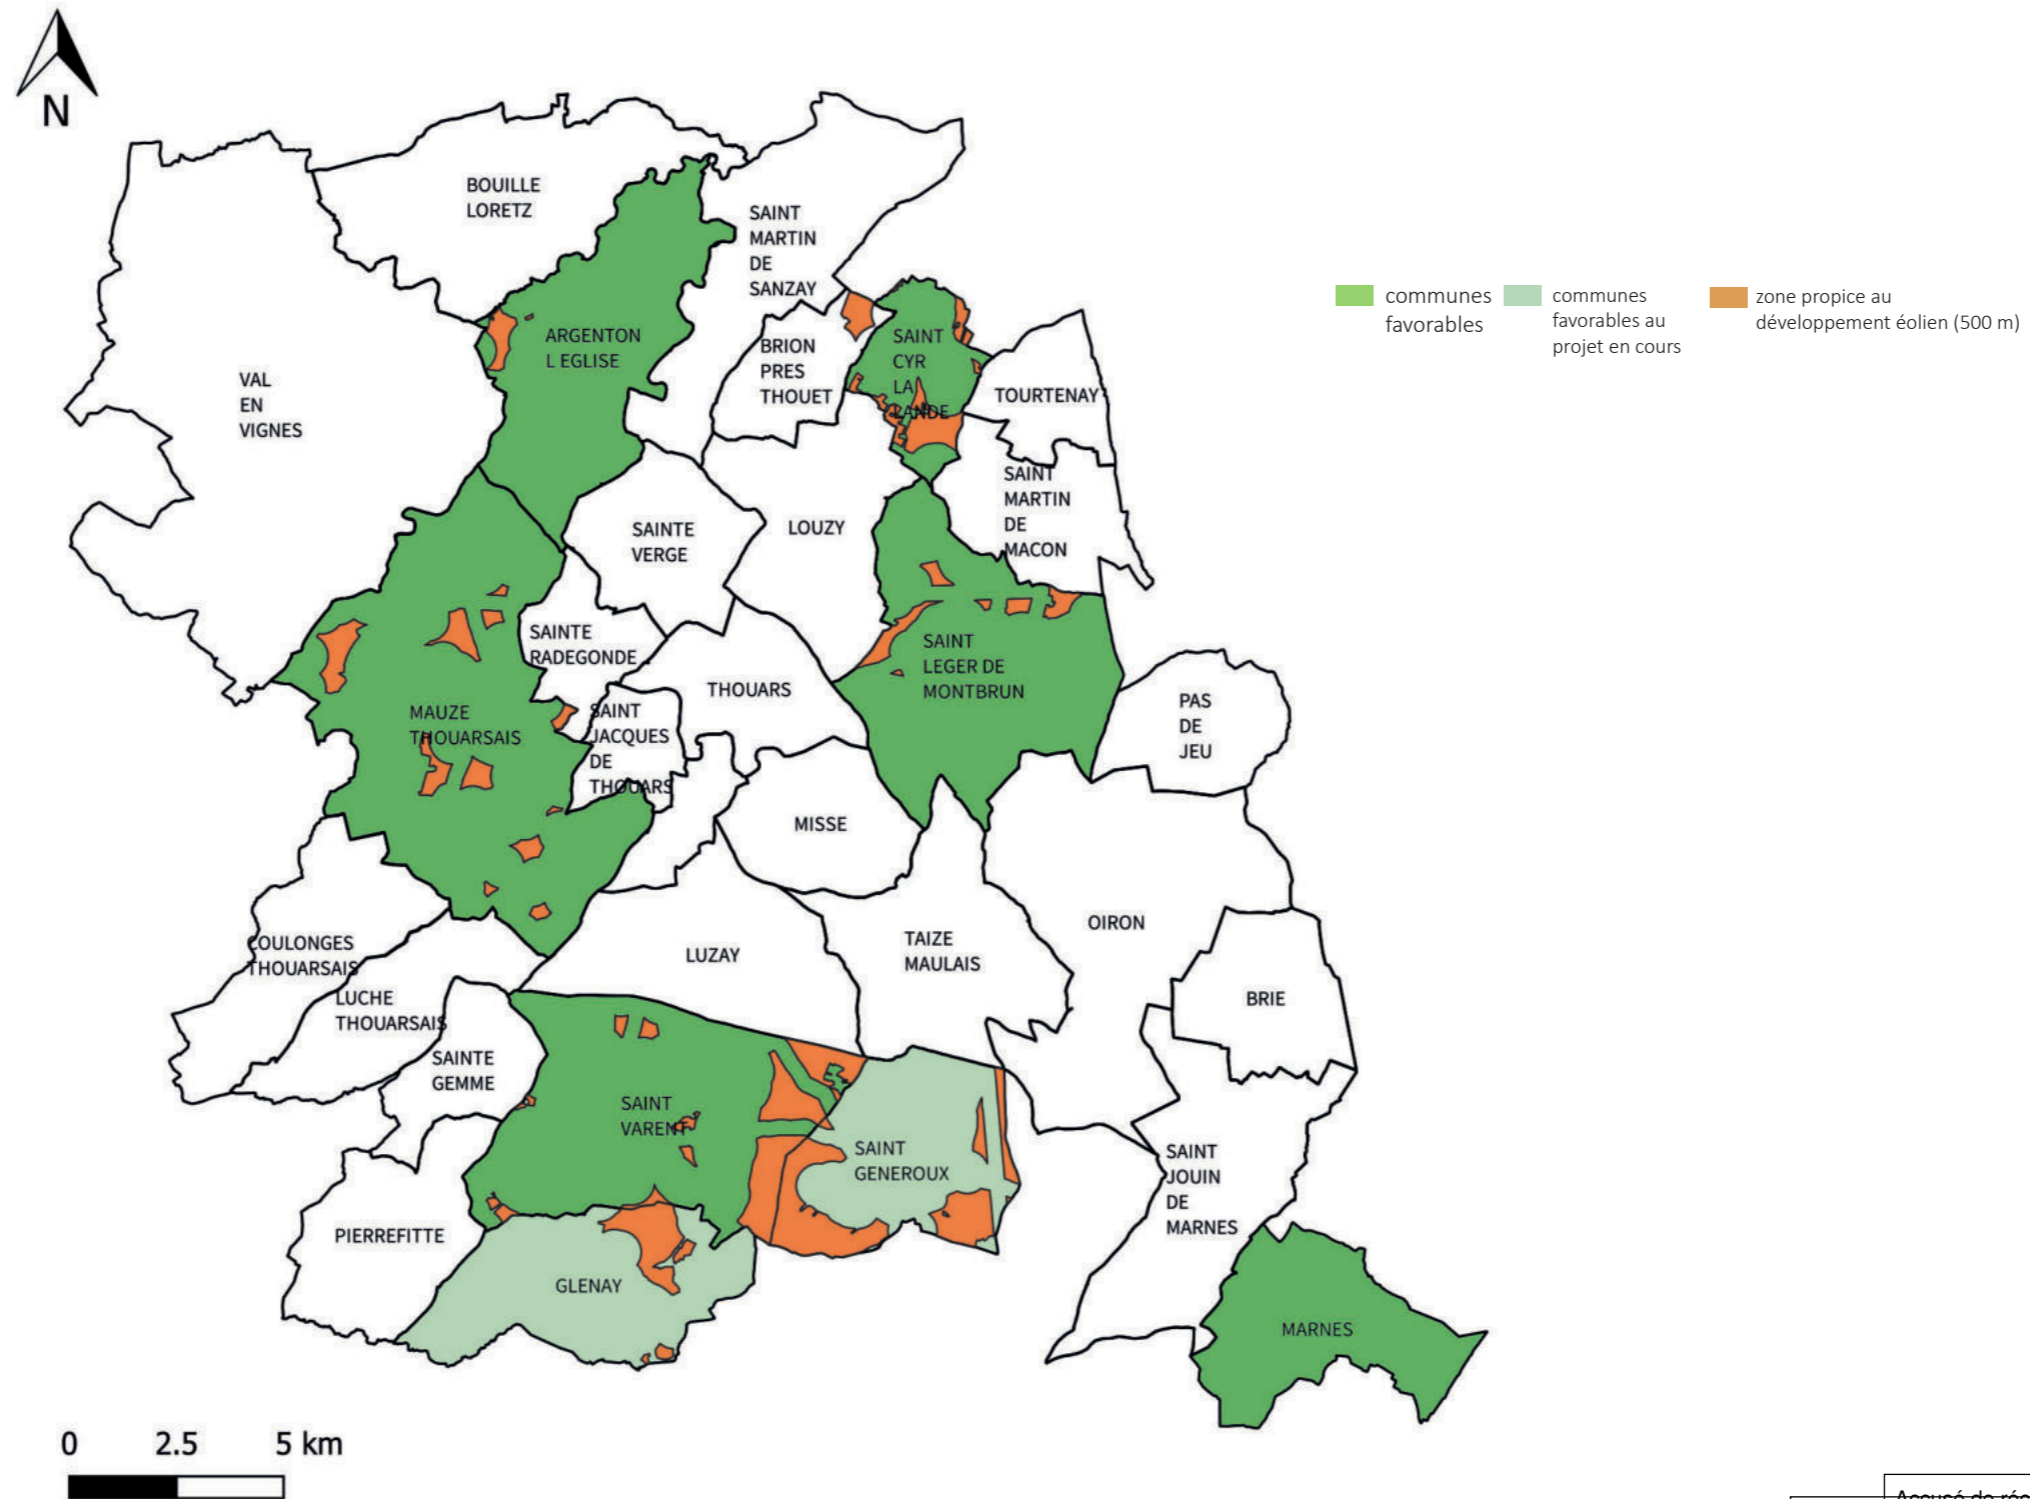 N
BOUILLE
LORETZ
SAINT
MARTIN
DE
SANZAY
communes
favorables
communes
favorables au
projet en cours
zone propice au
développement éolien (500 m)
ARGENTON
L EGLISE
BRION
PRES
THOUET
SAINT
CYR
LA
LANDE
TOURTENAY
VAL
EN
VIGNES
SAINT
MARTIN
DE
MACON
SAINTE
VERGE
LOUZY
SAINTE
RADEGONDE
SAINT
LEGER DE
MONTBRUN
THOUARS
PAS
DE
JEU
MAUZE
THOUARSAIS
SAINT
JACQUES
DE
THOUARS
MISSE
OIRON
COULONGES
THOUARSAIS
LUZAY
TAIZE
MAULAIS
LUCHE
THOUARSAIS
BRIE
SAINTE
GEMME
SAINT
VARENT
SAINT
GENEROUX
SAINT
JOUIN
DE
MARNES
PIERREFITTE
GLENAY
MARNES
0 2.5 5 km